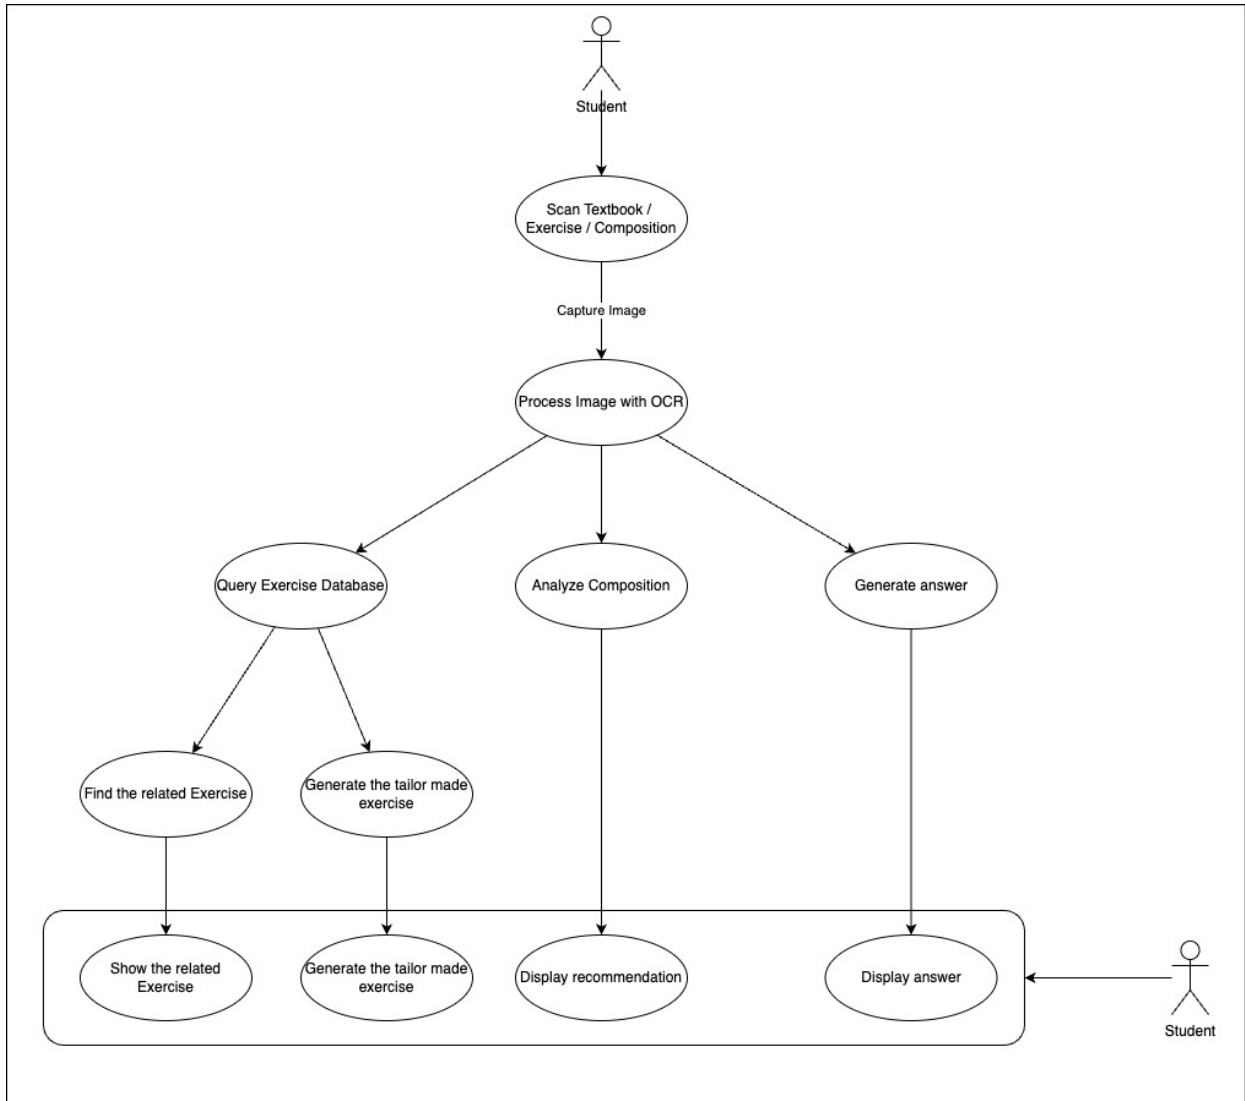 Student
Scan Textbook /
Exercise / Composition
Capture Image
Process Image with OCR
Query Exercise Database
Analyze Composition
Generate answer
Find the related Exercise
Generate the tailor made
exercise
Show the related
Exercise
Generate the tailor made
exercise
Display recommendation
Display answer
Student